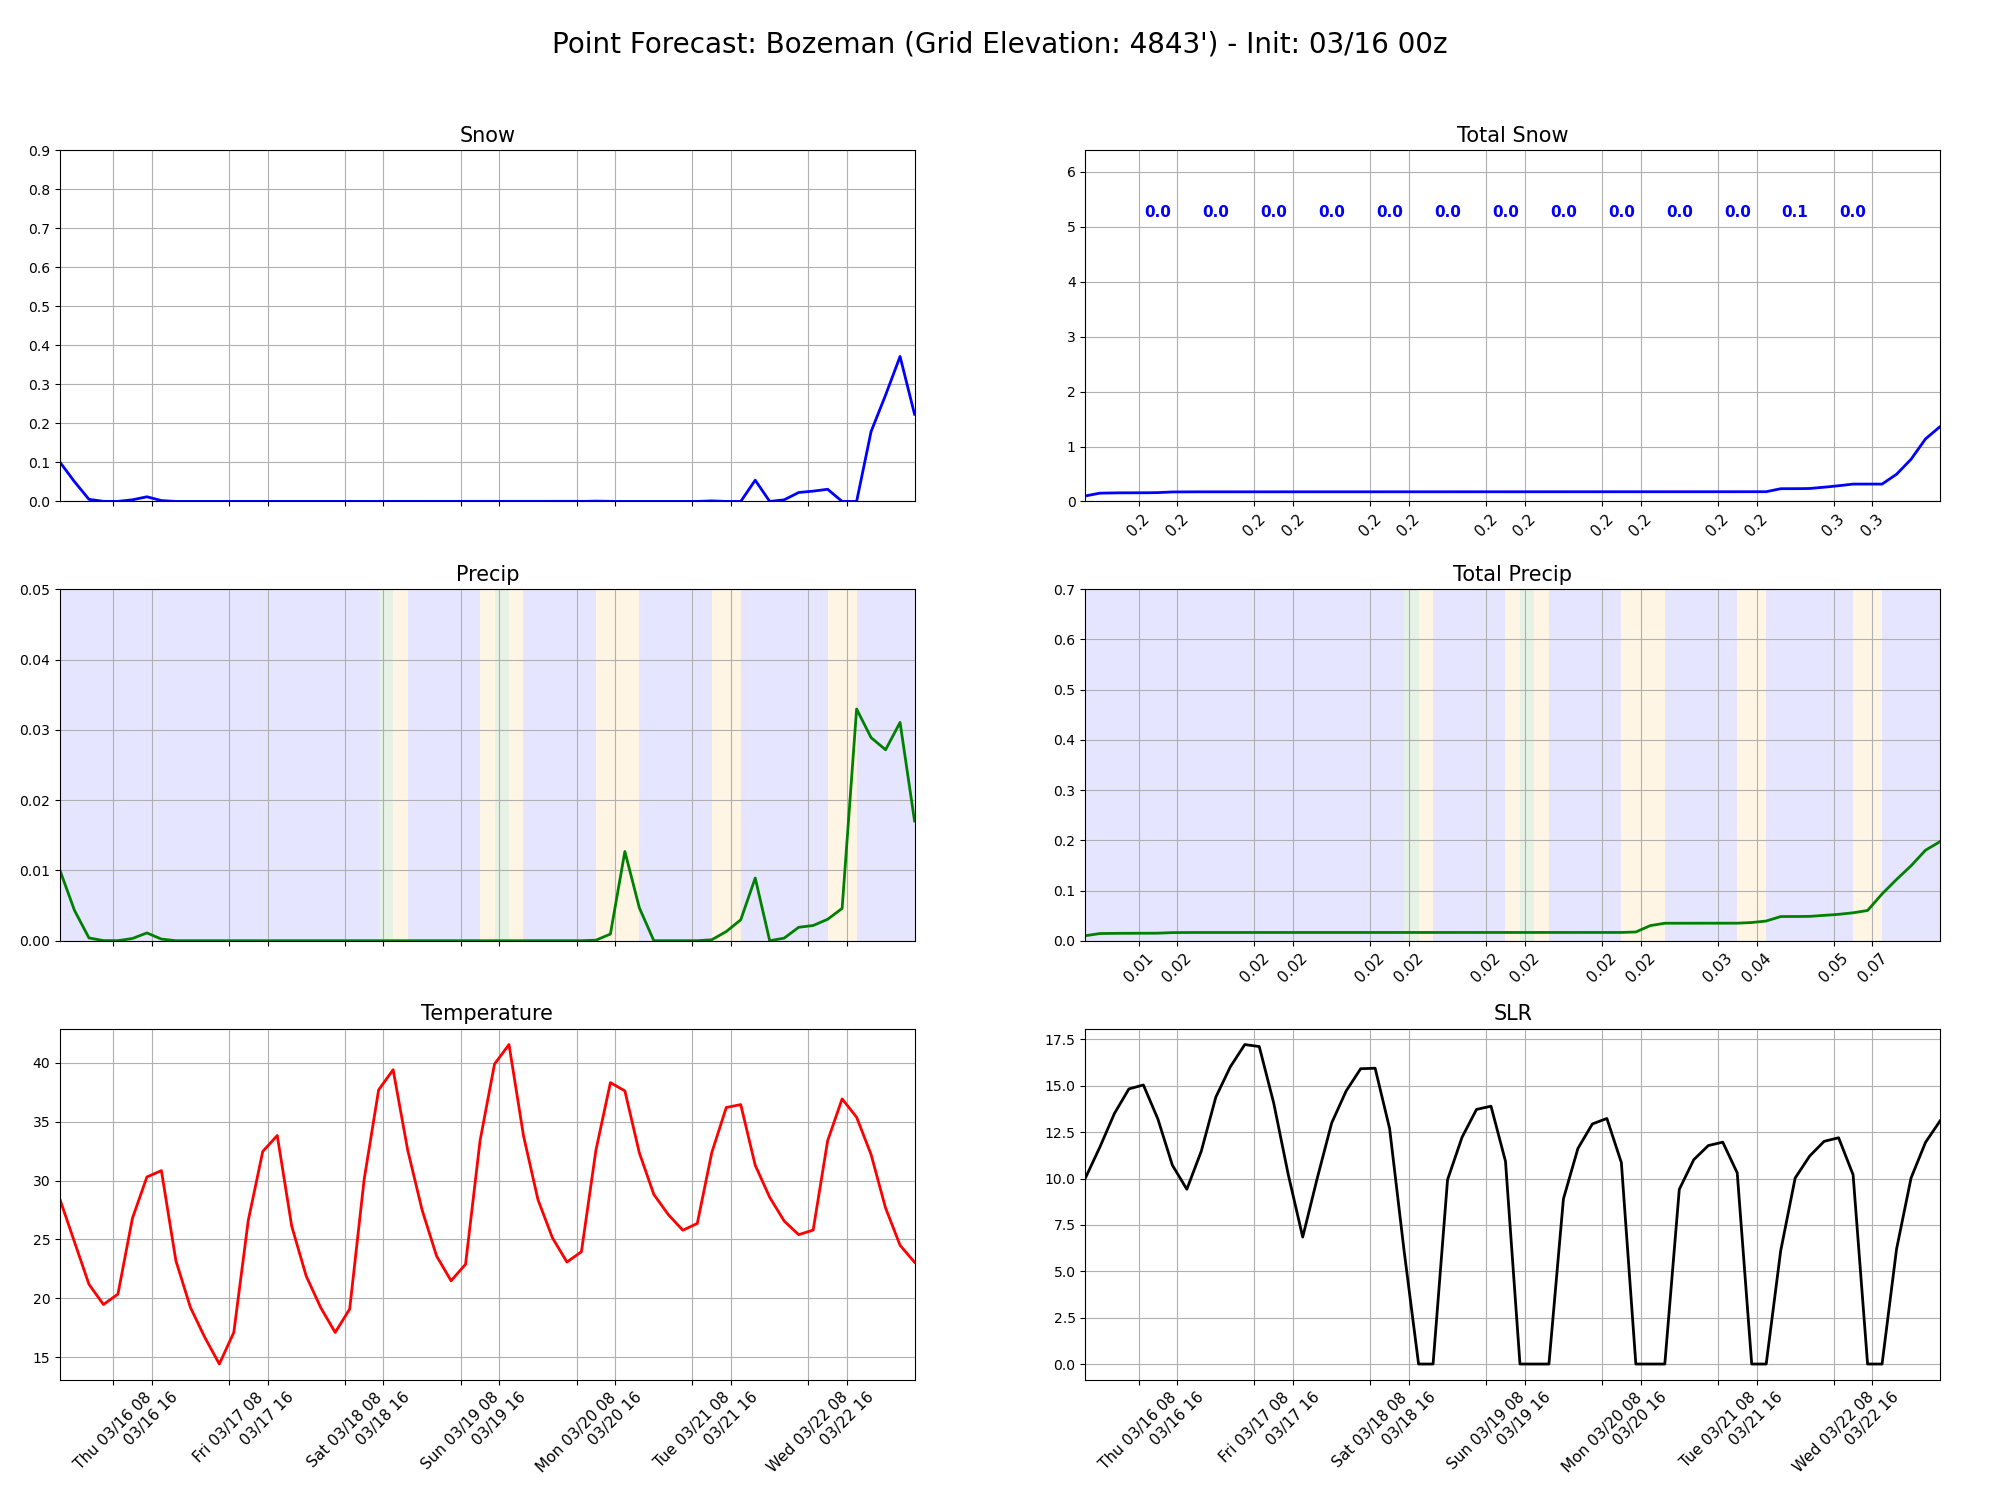 Point Forecast: Bozeman (Grid Elevation: 4843') - Init: 03/16 00z
Snow
0.9
0.8
0.7
0.6
0.5
0.4
0.3
0.2
0.1
0.0
Total Snow
6
5
4
3
2
1
0
0.0 0.0 0.0 0.0 0.0 0.0 0.0 0.0 0.0 0.0 0.0 0.1 0.0
0.2 0.2 0.2 0.2 0.2 0.2 0.2 0.2 0.2 0.2 0.2 0.2 0.3 0.3
Precip
0.05
0.04
0.03
0.02
0.01
0.00
Total Precip
0.7
0.6
0.5
0.4
0.3
0.2
0.1
0.0
0.01 0.02 0.02 0.02 0.02 0.02 0.02 0.02 0.02 0.02 0.03 0.04 0.05 0.07
Temperature
40
35
30
25
20
15
Thu 03/16 08
03/16 16
Fri 03/17 08
03/17 16
Sat 03/18 08
03/18 16
Sun 03/19 08
03/19 16
Mon 03/20 08
03/20 16
Tue 03/21 08
03/21 16
Wed 03/22 08
03/22 16
SLR
17.5
15.0
12.5
10.0
7.5
5.0
2.5
0.0
Thu 03/16 08
03/16 16
Fri 03/17 08
03/17 16
Sat 03/18 08
03/18 16
Sun 03/19 08
03/19 16
Mon 03/20 08
03/20 16
Tue 03/21 08
03/21 16
Wed 03/22 08
03/22 16